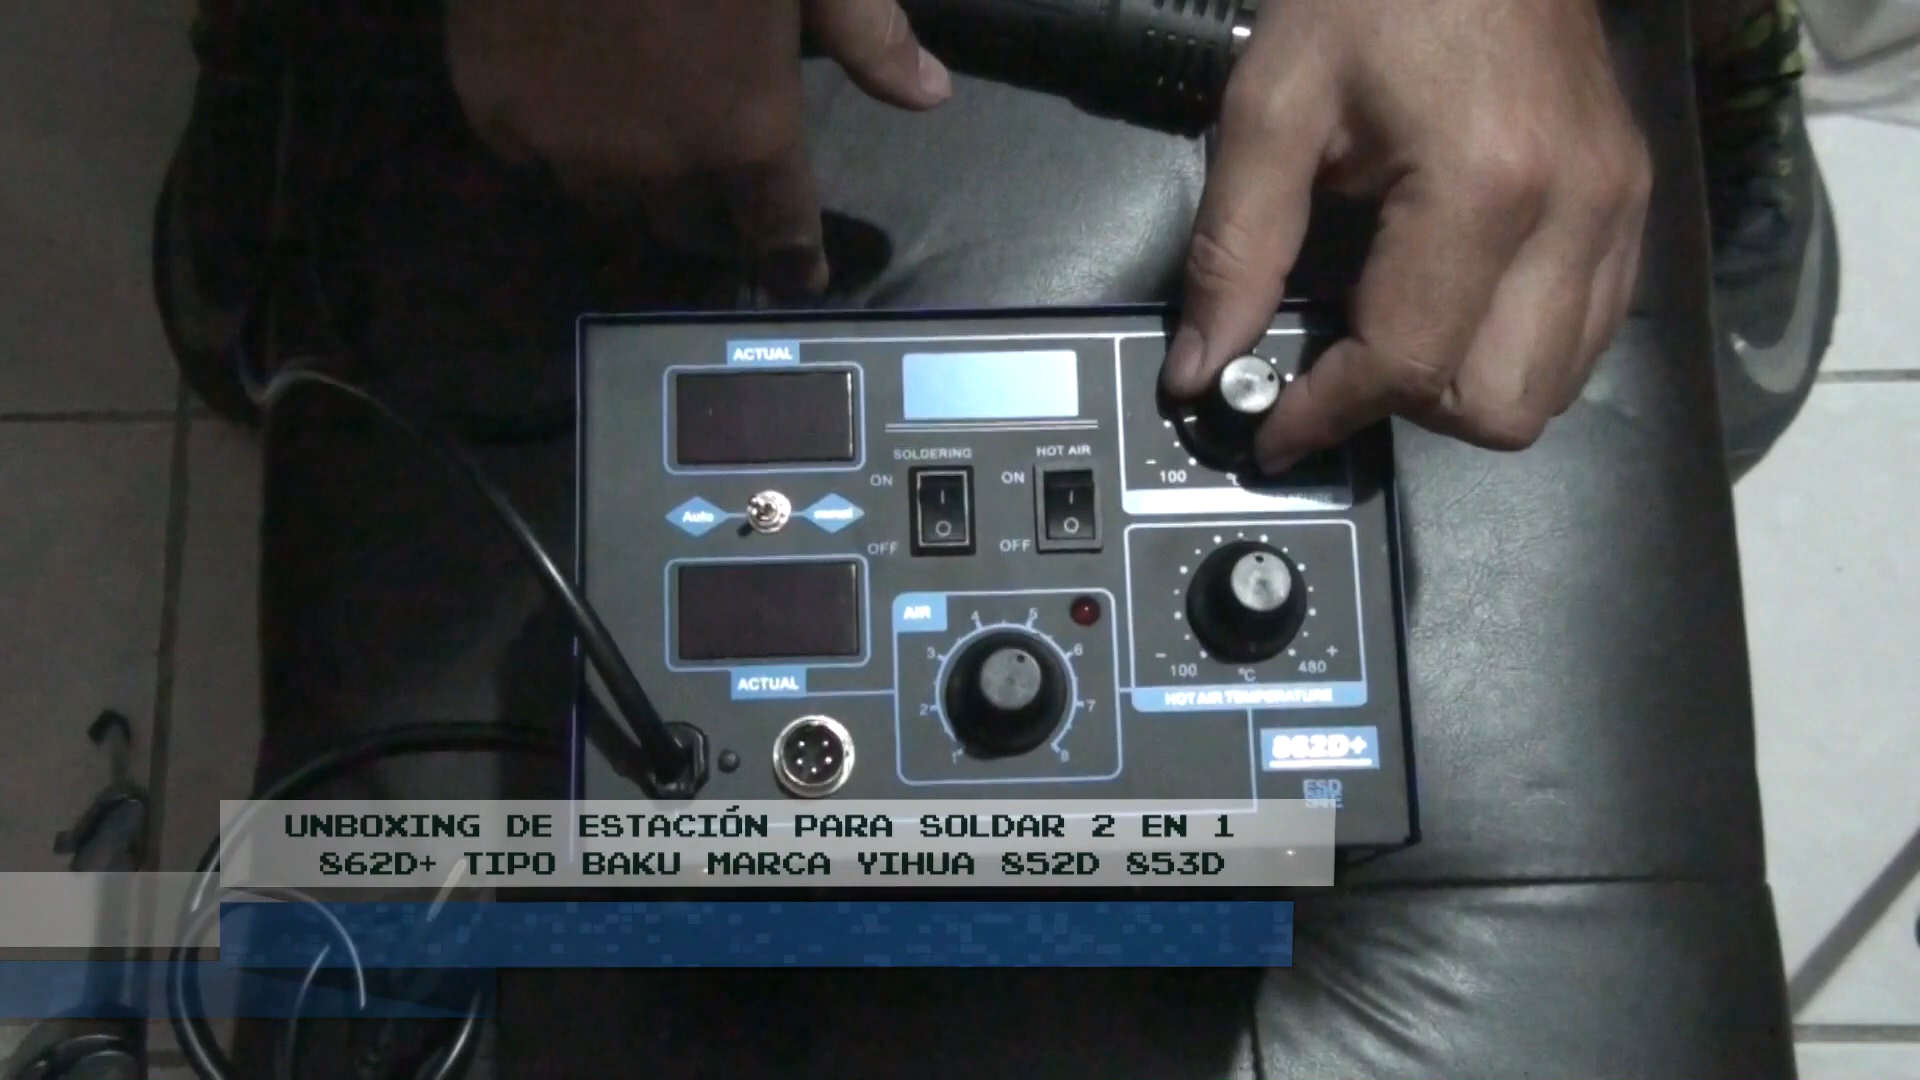 ACTUAL
SOLDERING
HOT AIR
ON
ON
- 100
°C
Auto
manual
OFF
OFF
AIR
1 2 3 4 5 6 7 8
- 100 °C 480 +
HOT AIR TEMPERATURE
ACTUAL
862D+
ESD
SAFE
UNBOXING DE ESTACIÓN PARA SOLDAR 2 EN 1
862D+ TIPO BAKU MARCA YIHUA 852D 853D